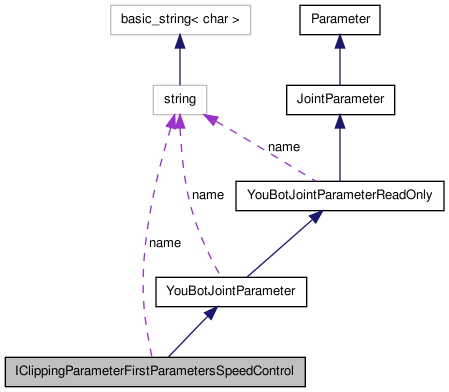 basic_string< char >
Parameter
string
JointParameter
name
YouBotJointParameterReadOnly
name
name
YouBotJointParameter
IClippingParameterFirstParametersSpeedControl